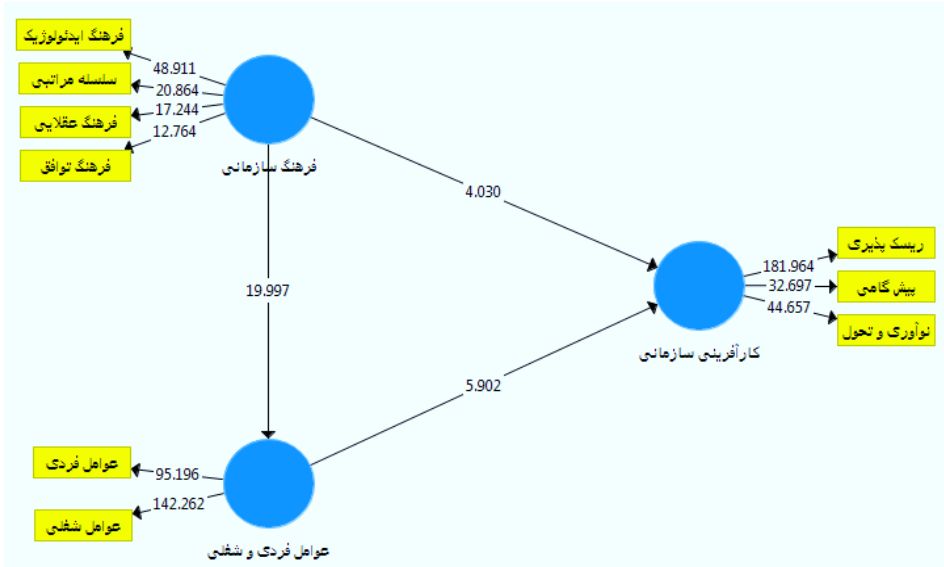 فرهنگ ایدئولوژیک
48.911
سلسله مراتبی
20.864
فرهنگ عقلایی
17.244
فرهنگ توافق
12.764
فرهنگ سازمانی
4.030
ریسک پذیری
181.964
پیش گامی
32.697
نوآوری و تحول
44.657
کارآفرینی سازمانی
19.997
5.902
عوامل فردی
95.196
عوامل شغلی
142.262
عوامل فردی و شغلی